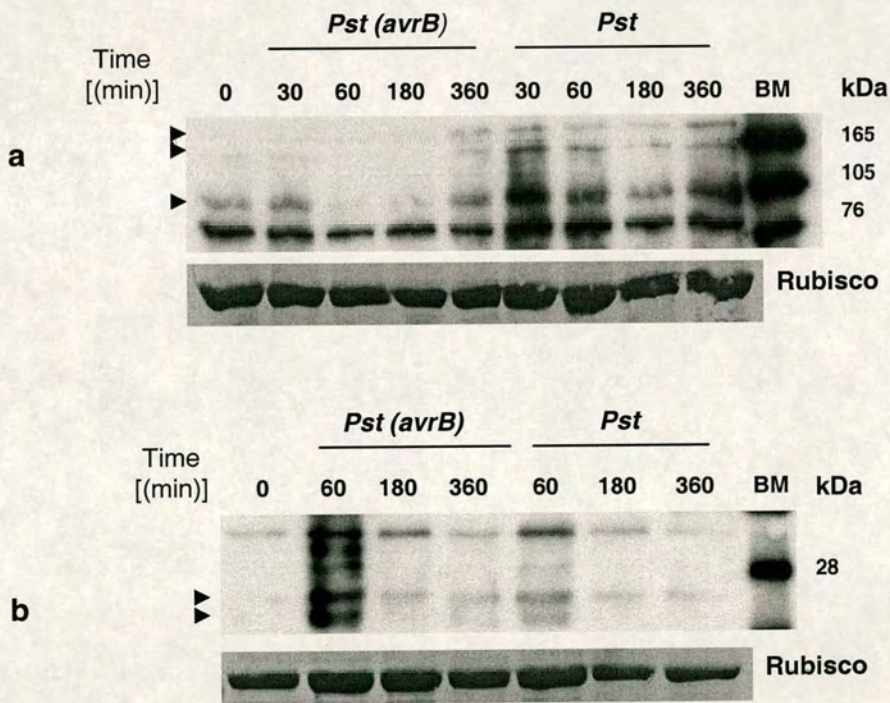 Pst (avrB) Pst
Time
[(min)] 0 30 60 180 360 30 60 180 360 BM kDa
a
165
105
76
Rubisco
Pst (avrB) Pst
Time
[(min)] 0 60 180 360 60 180 360 BM kDa
28
b
Rubisco